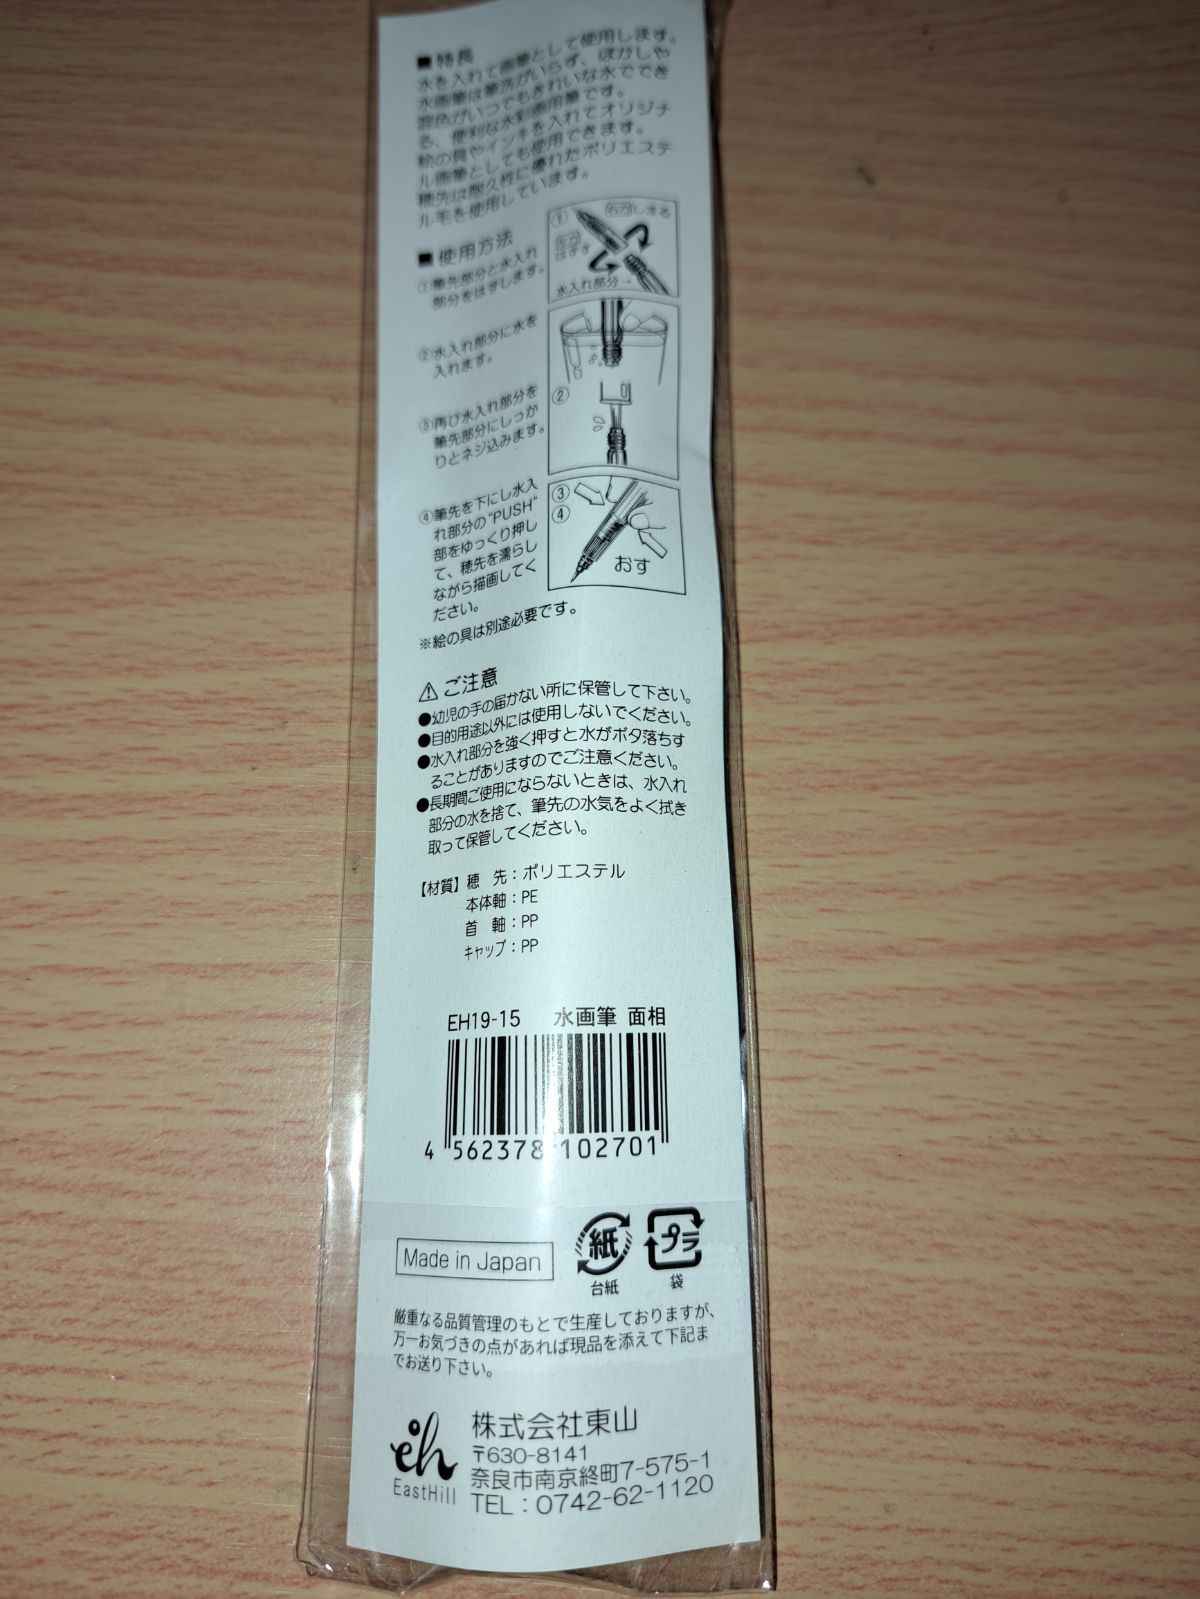 ■ 特長
水を入れて画筆として使用します。
水画筆は筆洗がいらず、ぼかしや
混色がいつでもきれいな水ででき
る、便利な水彩画用筆です。
絵の具やインキを入れてオリジナ
ル画筆としても使用できます。
穂先は耐久性に優れたポリエステ
ル毛を使用しています。
■ 使用方法
①筆先部分と水入れ
部分をはずします。
②水入れ部分に水を
入れます。
③再び水入れ部分を
筆先部分にしっか
りとネジ込みます。
④筆先を下にし水入
れ部分の"PUSH"
部をゆっくり押し
て、穂先を濡らし
ながら描画してく
ださい。
※絵の具は別途必要です。
①
右が しまる
はずす
水入れ部分→
②
③
④
おす
⚠ ご注意
●幼児の手の届かない所に保管して下さい。
●目的用途以外には使用しないでください。
●水入れ部分を強く押すと水がボタ落ちす
ることがありますのでご注意ください。
●長期間ご使用にならないときは、水入れ
部分の水を捨て、筆先の水気をよく拭き
取って保管してください。
【材質】穂 先：ポリエステル
本体軸：PE
首 軸：PP
キャップ：PP
EH19-15 水画筆 面相
4 562378 102701
Made in Japan
紙
台紙
プラ
袋
厳重なる品質管理のもとで生産しておりますが、
万一お気づきの点があれば現品を添えて下記ま
でお送り下さい。
eh
EastHill
株式会社東山
〒630-8141
奈良市南京終町7-575-1
TEL：0742-62-1120